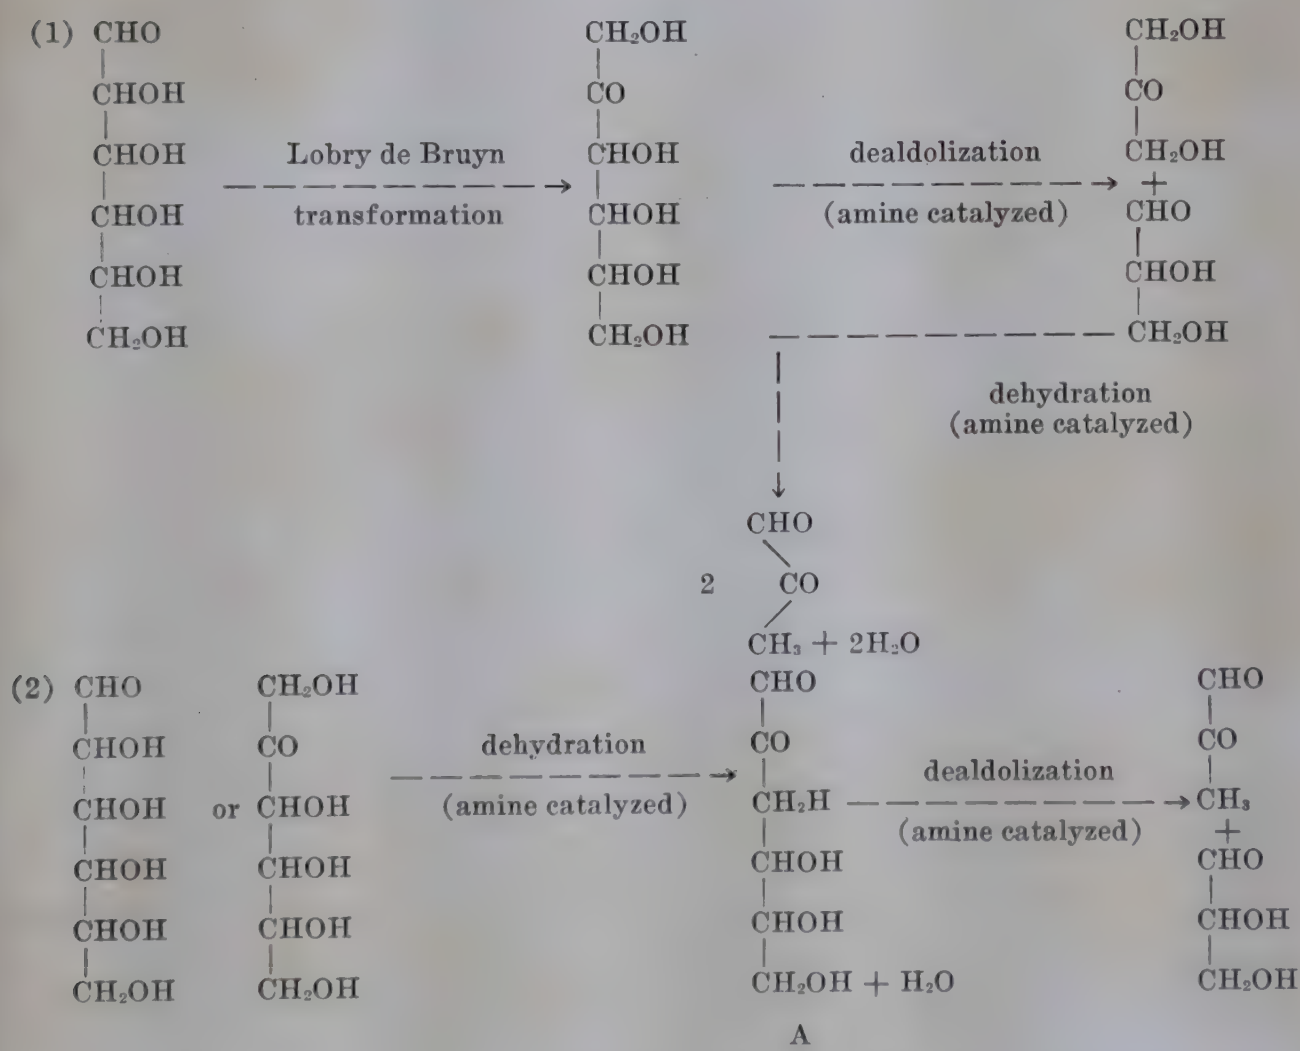 (1) CHO CH₂OH CH₂OH
CHOH CO CO
CHOH Lobry de Bruyn CHOH dealdolization CH₂OH
transformation (amine catalyzed) +
CHOH CHOH CHO
CHOH CHOH CHOH
CH₂OH CH₂OH CH₂OH
dehydration
(amine catalyzed)
CHO
2 CO
CH₃ + 2H₂O
(2) CHO CH₂OH CHO CHO
CHOH CO dehydration CO dealdolization CO
CHOH or CHOH (amine catalyzed) CH₂H (amine catalyzed) CH₃
+
CHOH CHOH CHOH CHO
CHOH CHOH CHOH CHOH
CH₂OH CH₂OH CH₂OH + H₂O CH₂OH
A